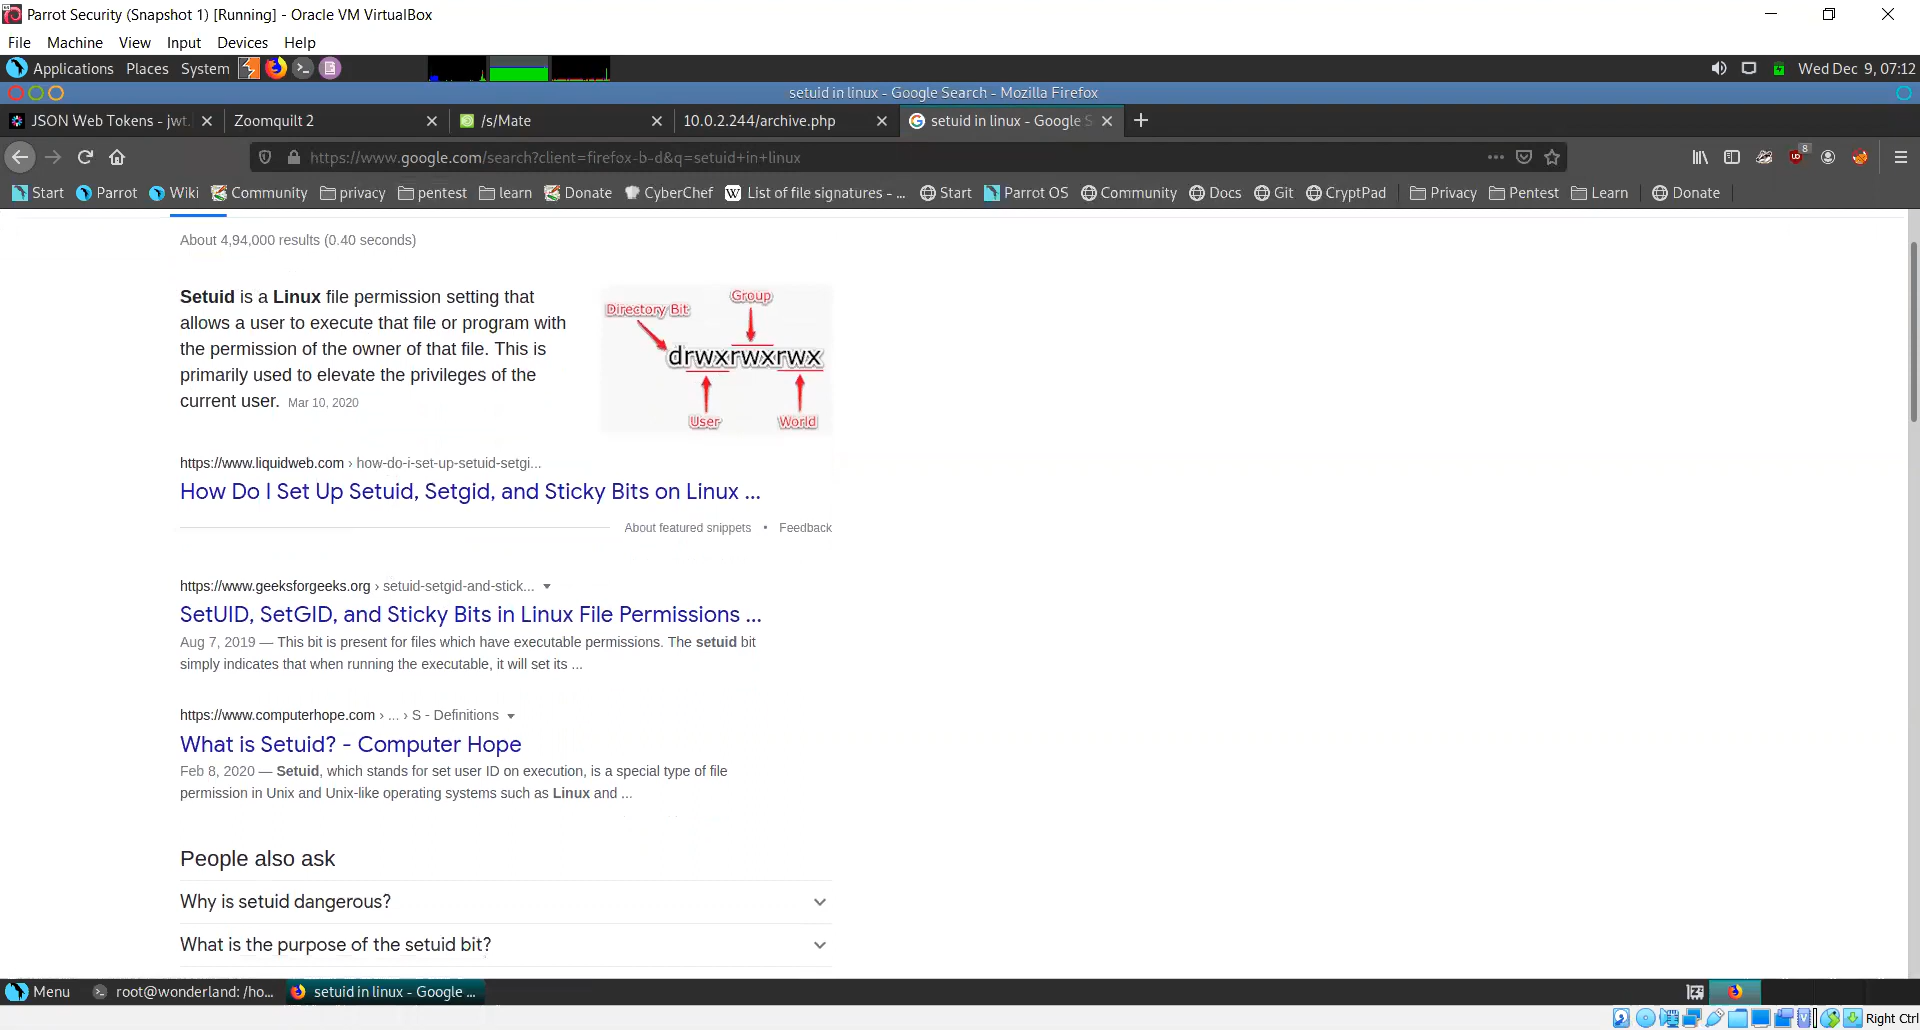 Parrot Security (Snapshot 1) [Running] - Oracle VM VirtualBox
File Machine View Input Devices Help
Applications Places System Wed Dec 9, 07:12
setuid in linux - Google Search - Mozilla Firefox
JSON Web Tokens - jwt. Zoomquilt 2 /s/Mate 10.0.2.244/archive.php setuid in linux - Google S
https://www.google.com/search?client=firefox-b-d&q=setuid+in+linux 8
Start Parrot Wiki Community privacy pentest learn Donate CyberChef List of file signatures - ... Start Parrot OS Community Docs Git CryptPad Privacy Pentest Learn Donate
About 4,94,000 results (0.40 seconds)
Setuid is a Linux file permission setting that
allows a user to execute that file or program with
the permission of the owner of that file. This is
primarily used to elevate the privileges of the
current user. Mar 10, 2020
Group
Directory Bit
drwxrwxrwx
User World
https://www.liquidweb.com › how-do-i-set-up-setuid-setgi...
How Do I Set Up Setuid, Setgid, and Sticky Bits on Linux ...
About featured snippets • Feedback
https://www.geeksforgeeks.org › setuid-setgid-and-stick...
SetUID, SetGID, and Sticky Bits in Linux File Permissions ...
Aug 7, 2019 — This bit is present for files which have executable permissions. The setuid bit
simply indicates that when running the executable, it will set its ...
https://www.computerhope.com › ... › S - Definitions
What is Setuid? - Computer Hope
Feb 8, 2020 — Setuid, which stands for set user ID on execution, is a special type of file
permission in Unix and Unix-like operating systems such as Linux and ...
People also ask
Why is setuid dangerous?
What is the purpose of the setuid bit?
Menu root@wonderland: /ho... setuid in linux - Google ...
Right Ctrl